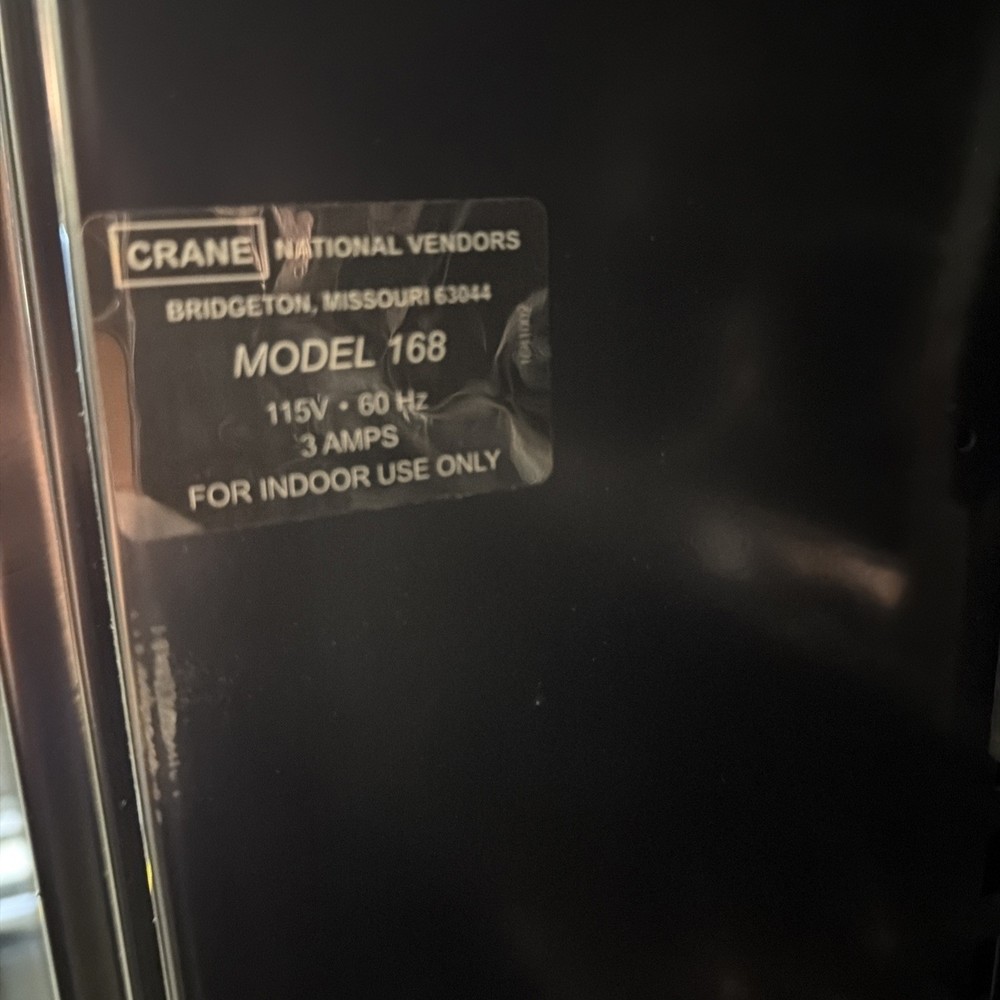 CRANE NATIONAL VENDORS
BRIDGETON, MISSOURI 63044
MODEL 168
115V • 60 Hz
3 AMPS
FOR INDOOR USE ONLY